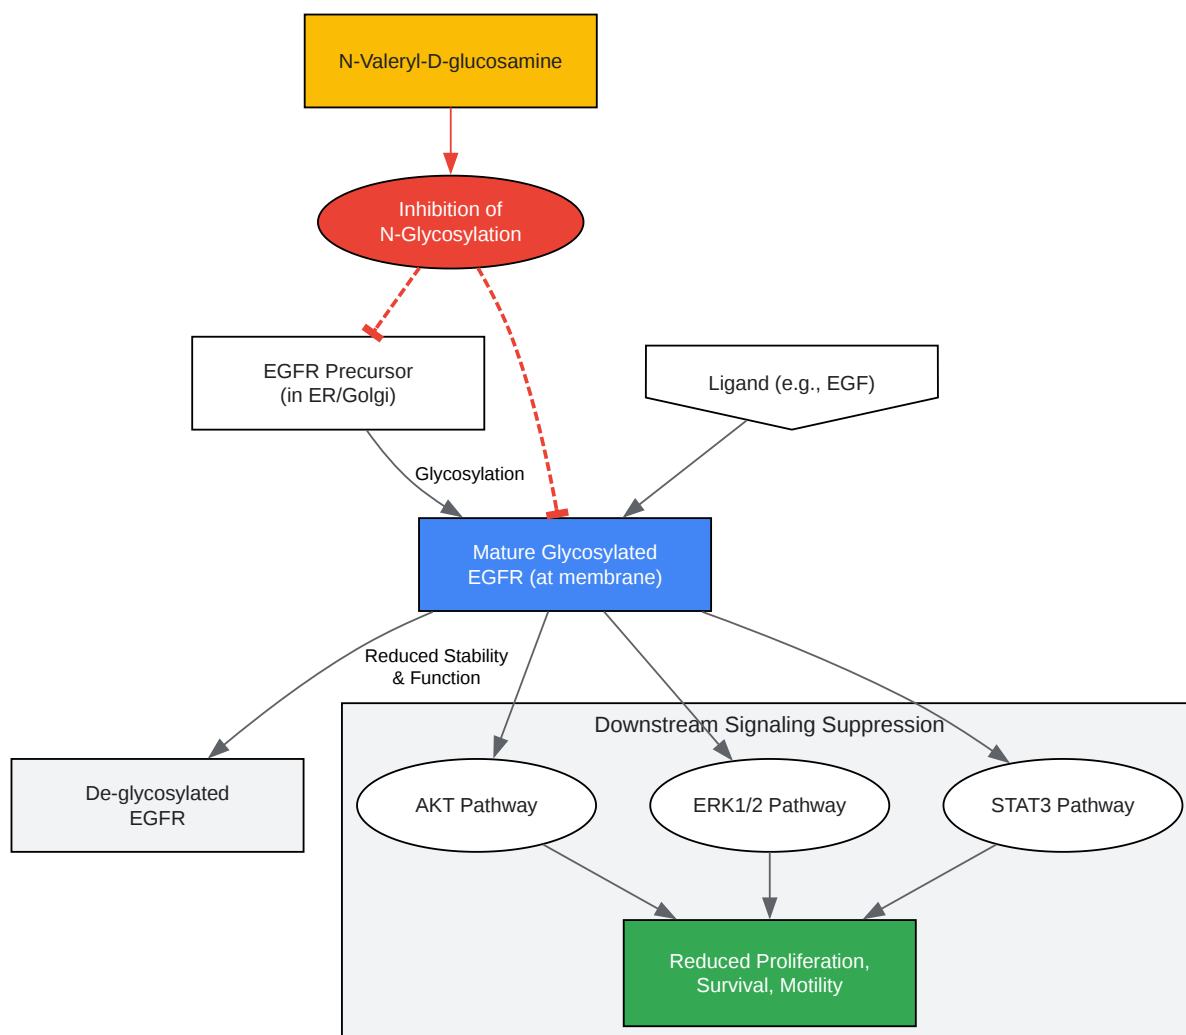 N-Valeryl-D-glucosamine
Inhibition of
N-Glycosylation
EGFR Precursor
(in ER/Golgi)
Ligand (e.g., EGF)
Glycosylation
Mature Glycosylated
EGFR (at membrane)
Reduced Stability
& Function
Downstream Signaling Suppression
De-glycosylated
EGFR
AKT Pathway
ERK1/2 Pathway
STAT3 Pathway
Reduced Proliferation,
Survival, Motility